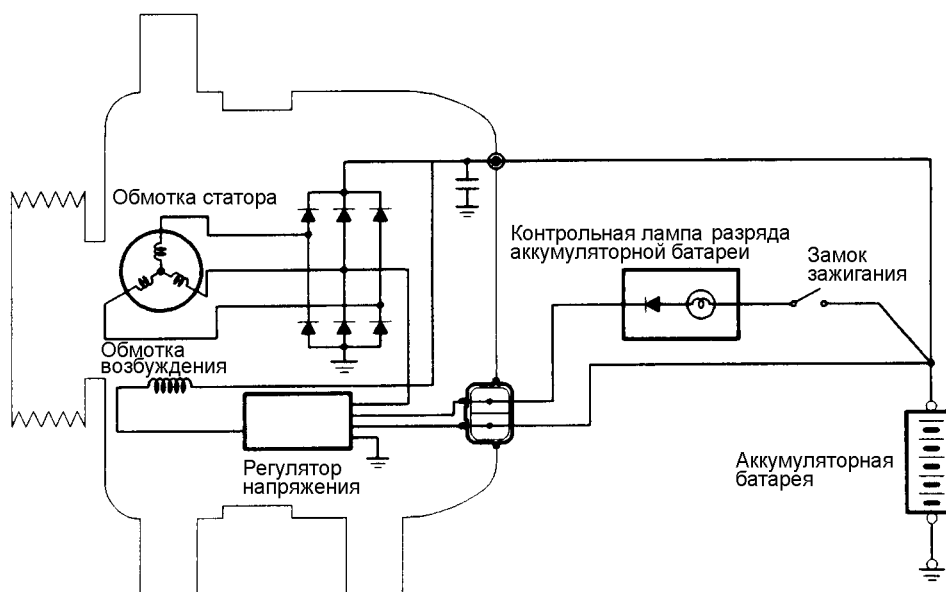 Обмотка статора
Контрольная лампа разряда
аккумуляторной батареи
Замок
зажигания
Обмотка
возбуждения
Регулятор
напряжения
Аккумуляторная
батарея